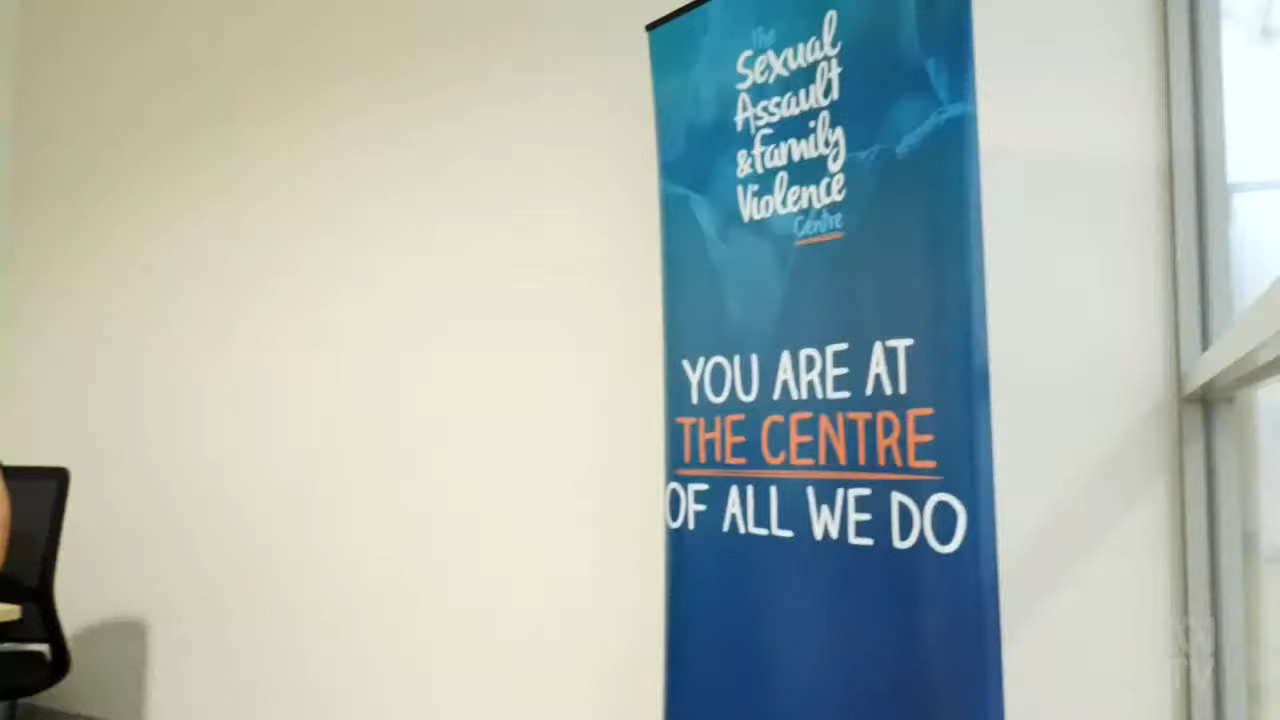 The
Sexual
Assault
& Family
Violence
Centre
YOU ARE AT
THE CENTRE
OF ALL WE DO